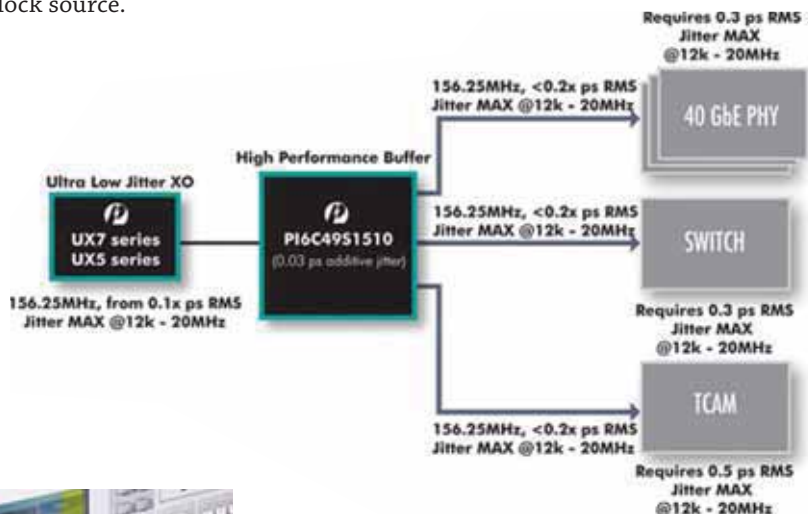 lock source.
Requires 0.3 ps RMS
Jitter MAX
@12k - 20MHz
156.25MHz, <0.2x ps RMS
Jitter MAX @12k - 20MHz
40 GbE PHY
High Performance Buffer
Ultra Low Jitter XO
UX7 series
UX5 series
PI6C49S1510
(0.03 ps additive jitter)
156.25MHz, <0.2x ps RMS
Jitter MAX @12k - 20MHz
SWITCH
156.25MHz, from 0.1x ps RMS
Jitter MAX @12k - 20MHz
Requires 0.3 ps RMS
Jitter MAX
@12k - 20MHz
TCAM
156.25MHz, <0.2x ps RMS
Jitter MAX @12k - 20MHz
Requires 0.5 ps RMS
Jitter MAX
@12k - 20MHz